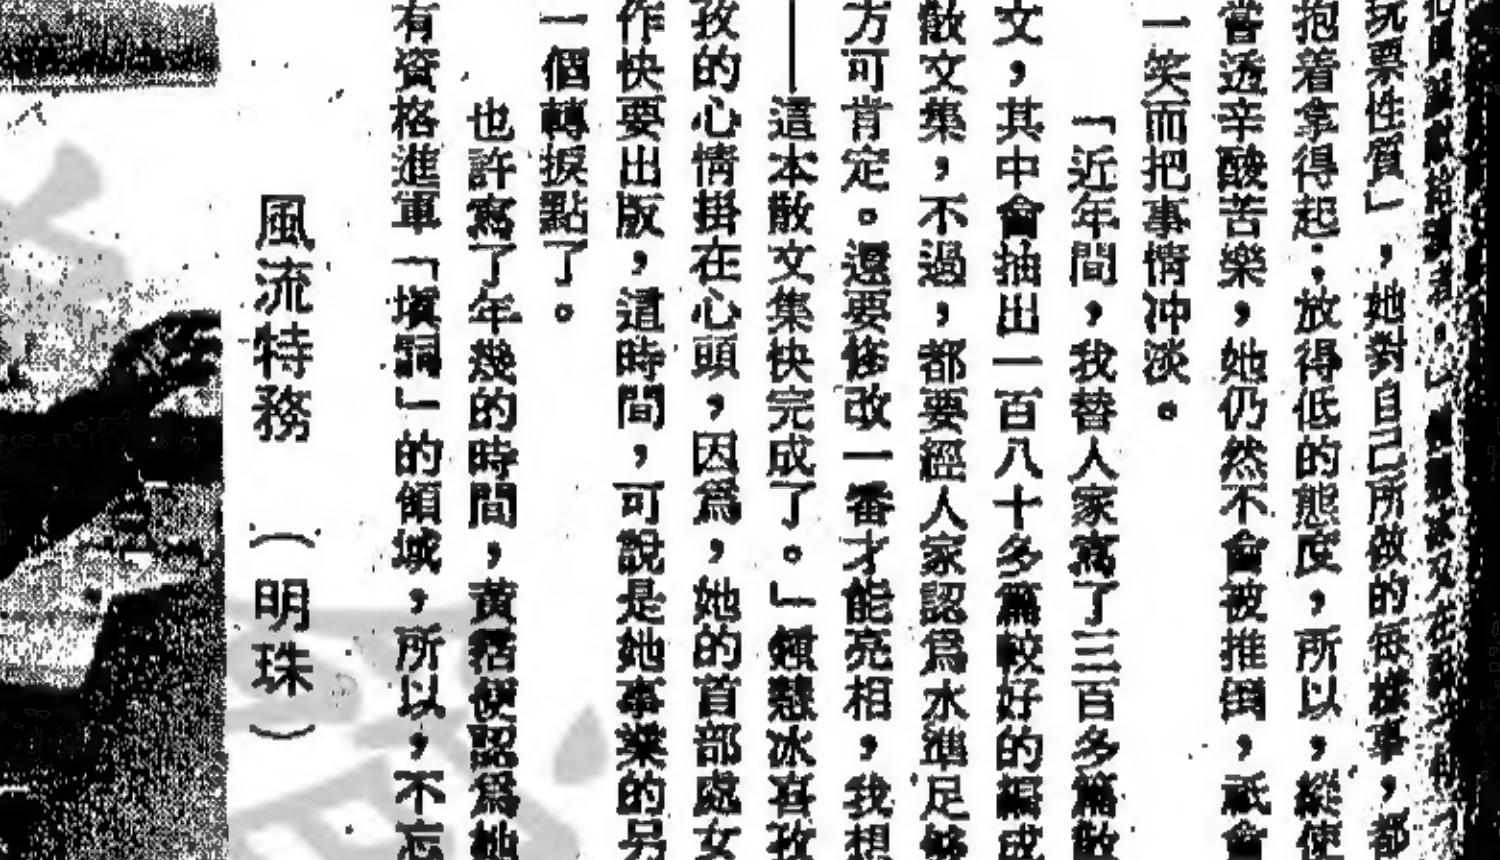 玩票性質」，她對自己所做的每樣事，都
抱着拿得起；放得低的態度，所以，縱使
嘗透辛酸苦樂，她仍然不會被推倒，祇會
一笑而把事情冲淡。
「近年間，我替人家寫了三百多篇散
文，其中會抽出一百八十多篇較好的編成
散文集，不過，都要經人家認爲水準足夠
方可肯定。還要修改一番才能亮相，我想
——這本散文集快完成了。」
孜的心情掛在心頭，因爲，她的首部處女
作快要出版，這時間，可說是她事業的另
一個轉捩點了。
也許寫了年幾的時間，黃霑便認爲她
有資格進軍「塡詞」的領域，所以，不忘
風流特務 （明珠）